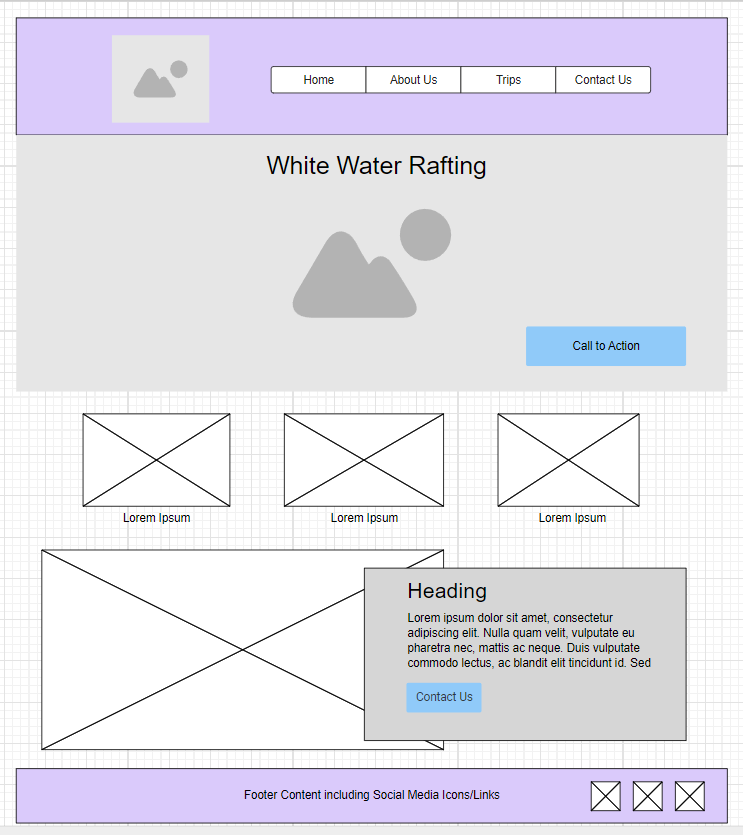 Home About Us Trips Contact Us
White Water Rafting
Call to Action
Lorem Ipsum Lorem Ipsum Lorem Ipsum
Heading
Lorem ipsum dolor sit amet, consectetur
adipiscing elit. Nulla quam velit, vulputate eu
pharetra nec, mattis ac neque. Duis vulputate
commodo lectus, ac blandit elit tincidunt id. Sed
Contact Us
Footer Content including Social Media Icons/Links